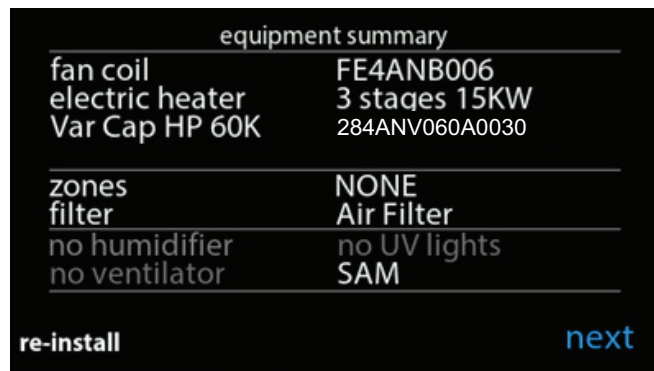 equipment summary
fan coil FE4ANB006
electric heater 3 stages 15KW
Var Cap HP 60K 284ANV060A0030
zones NONE
filter Air Filter
no humidifier no UV lights
no ventilator SAM
re-install next